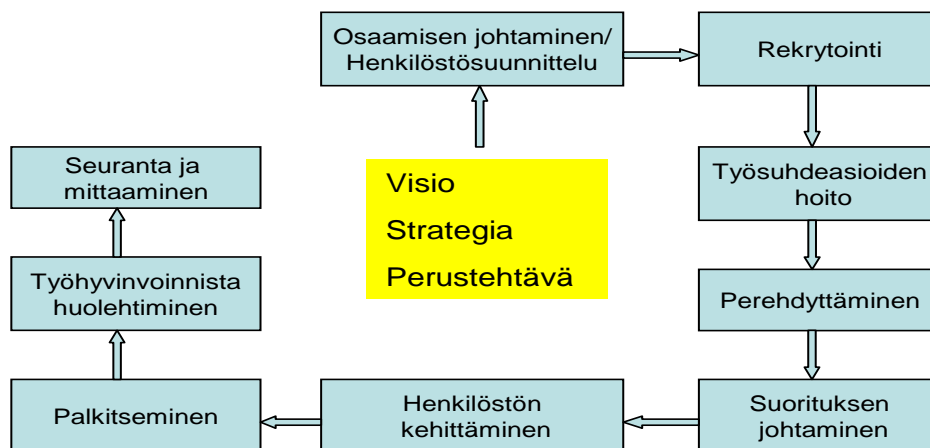 Osaamisen johtaminen/
Henkilöstösuunnittelu
Rekrytointi
Työsuhdeasioiden
hoito
Perehdyttäminen
Suorituksen
johtaminen
Henkilöstön
kehittäminen
Palkitseminen
Työhyvinvoinnista
huolehtiminen
Seuranta ja
mittaaminen
Visio
Strategia
Perustehtävä